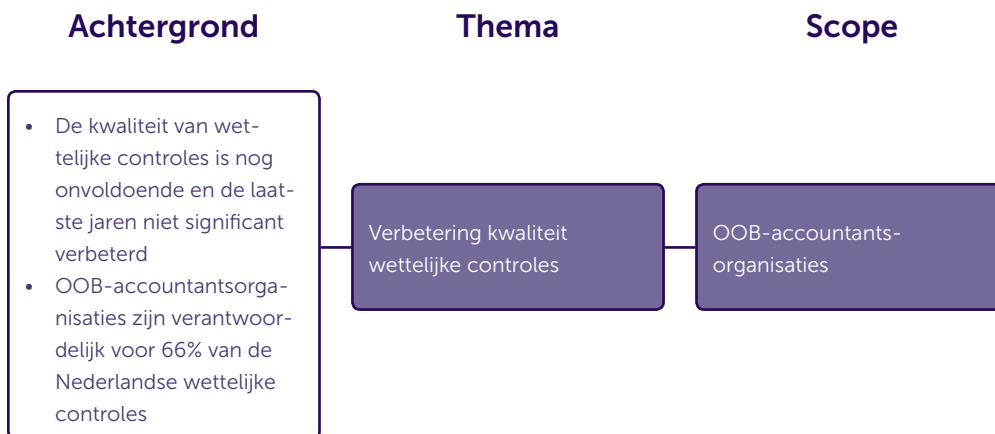 Achtergrond
Thema
Scope
• De kwaliteit van wet-
telijke controles is nog
onvoldoende en de laat-
ste jaren niet significant
verbeterd
• OOB-accountantsorga-
nisaties zijn verantwoor-
delijk voor 66% van de
Nederlandse wettelijke
controles
Verbetering kwaliteit
wettelijke controles
OOB-accountants-
organisaties